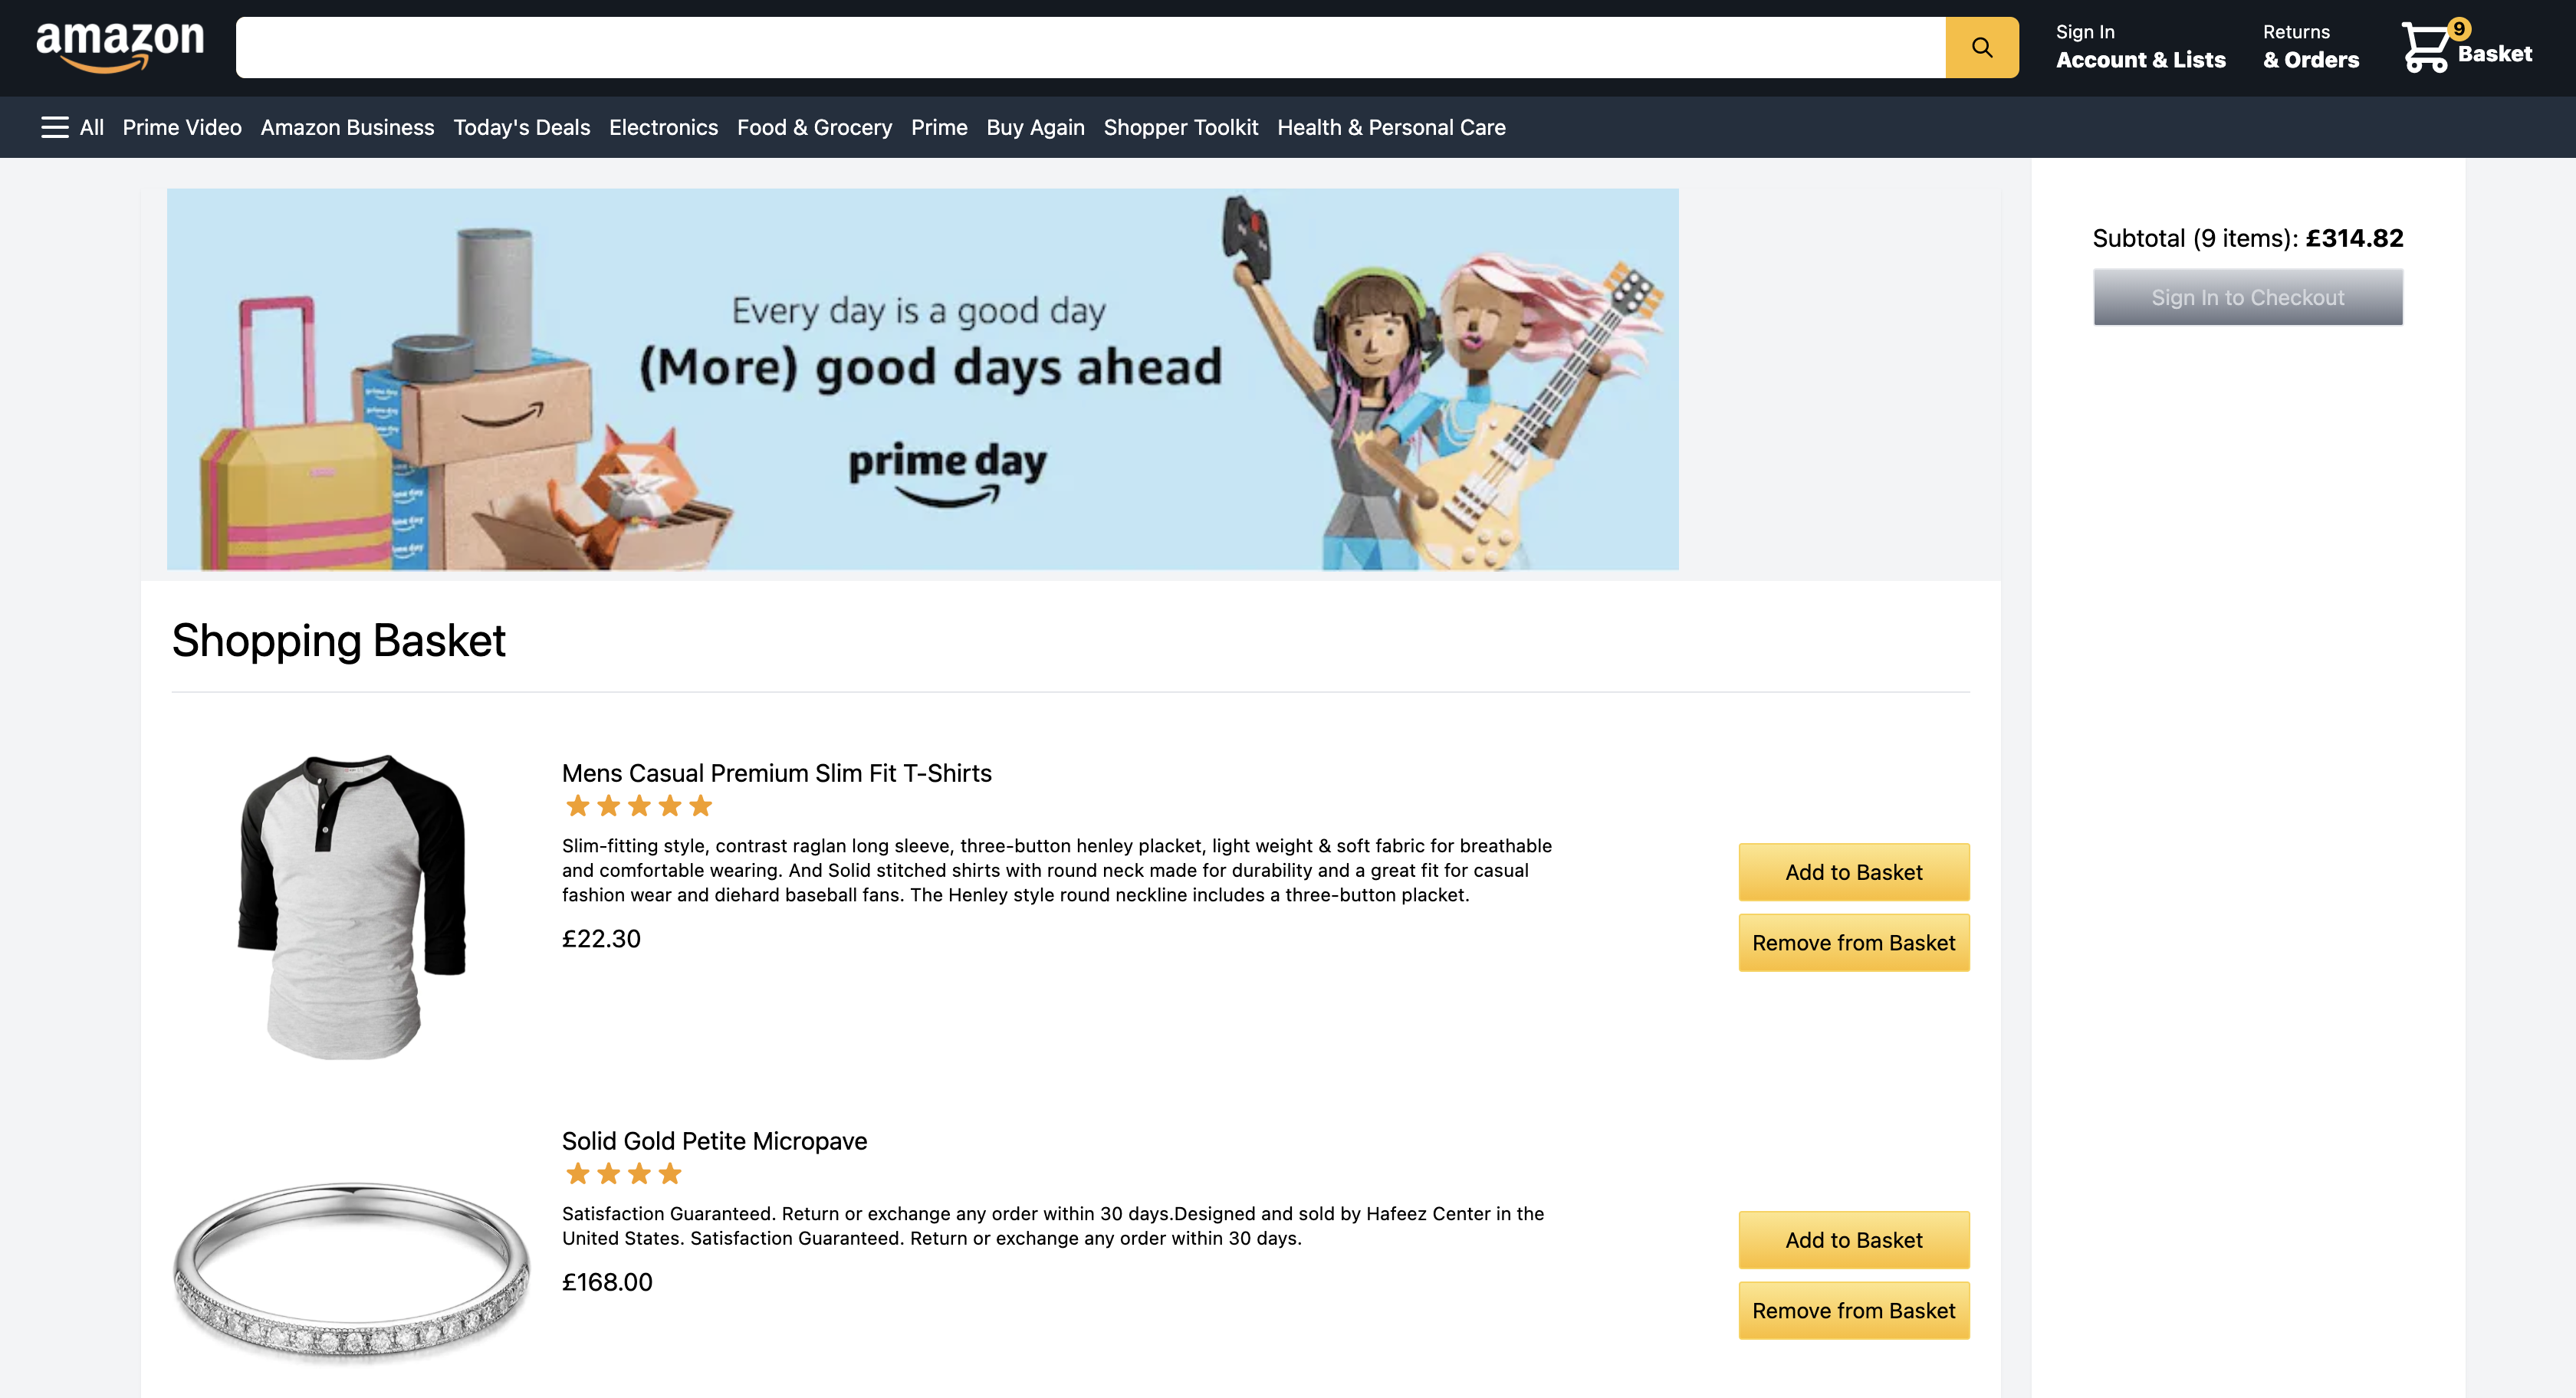 amazon
Sign In
Account & Lists
Returns
& Orders
9
Basket
All Prime Video Amazon Business Today's Deals Electronics Food & Grocery Prime Buy Again Shopper Toolkit Health & Personal Care
Every day is a good day
(More) good days ahead
prime day
prime day
prime day
prime day
prime day
Subtotal (9 items): £314.82
Sign In to Checkout
Shopping Basket
Mens Casual Premium Slim Fit T-Shirts
Slim-fitting style, contrast raglan long sleeve, three-button henley placket, light weight & soft fabric for breathable
and comfortable wearing. And Solid stitched shirts with round neck made for durability and a great fit for casual
fashion wear and diehard baseball fans. The Henley style round neckline includes a three-button placket.
£22.30
Add to Basket
Remove from Basket
Solid Gold Petite Micropave
Satisfaction Guaranteed. Return or exchange any order within 30 days.Designed and sold by Hafeez Center in the
United States. Satisfaction Guaranteed. Return or exchange any order within 30 days.
£168.00
Add to Basket
Remove from Basket